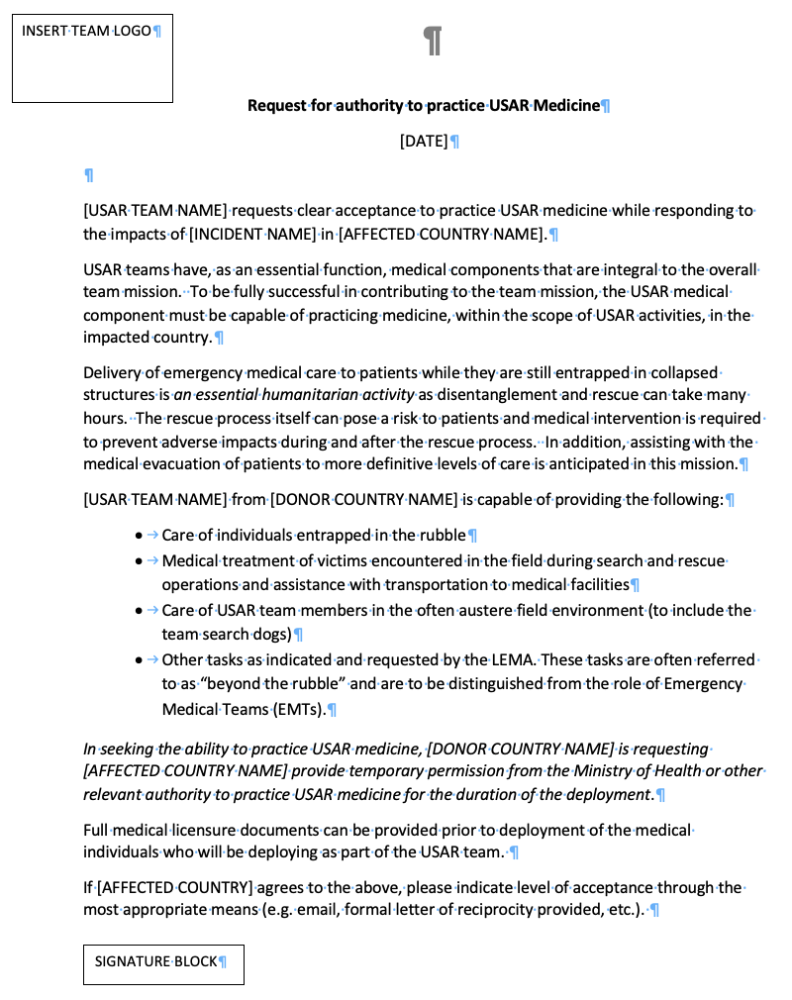 INSERT TEAM LOGO¶
¶
Request for authority to practice USAR Medicine¶
[DATE]¶
¶
[USAR TEAM NAME] requests clear acceptance to practice USAR medicine while responding to
the impacts of [INCIDENT NAME] in [AFFECTED COUNTRY NAME].¶
USAR teams have, as an essential function, medical components that are integral to the overall
team mission.  To be fully successful in contributing to the team mission, the USAR medical
component must be capable of practicing medicine, within the scope of USAR activities, in the
impacted country.¶
Delivery of emergency medical care to patients while they are still entrapped in collapsed
structures is an essential humanitarian activity as disentanglement and rescue can take many
hours.  The rescue process itself can pose a risk to patients and medical intervention is required
to prevent adverse impacts during and after the rescue process.  In addition, assisting with the
medical evacuation of patients to more definitive levels of care is anticipated in this mission.¶
[USAR TEAM NAME] from [DONOR COUNTRY NAME] is capable of providing the following:¶
●→Care of individuals entrapped in the rubble¶
●→Medical treatment of victims encountered in the field during search and rescue
operations and assistance with transportation to medical facilities¶
●→Care of USAR team members in the often austere field environment (to include the
team search dogs)¶
●→Other tasks as indicated and requested by the LEMA. These tasks are often referred
to as “beyond the rubble” and are to be distinguished from the role of Emergency
Medical Teams (EMTs).¶
In seeking the ability to practice USAR medicine, [DONOR COUNTRY NAME] is requesting
[AFFECTED COUNTRY NAME] provide temporary permission from the Ministry of Health or other
relevant authority to practice USAR medicine for the duration of the deployment.¶
Full medical licensure documents can be provided prior to deployment of the medical
individuals who will be deploying as part of the USAR team. ¶
If [AFFECTED COUNTRY] agrees to the above, please indicate level of acceptance through the
most appropriate means (e.g. email, formal letter of reciprocity provided, etc.). ¶
SIGNATURE BLOCK¶